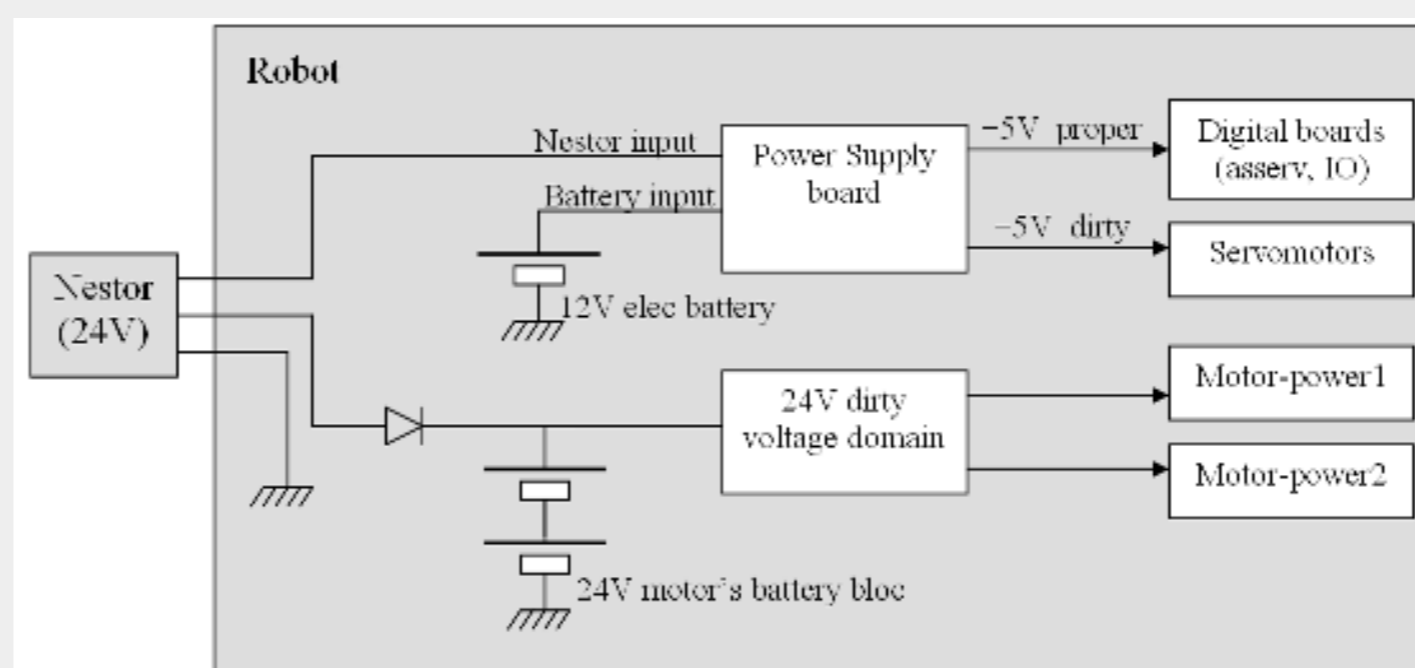 Robot
Nestor input
Power Supply
board
Battery input
−5V proper
Digital boards
(asserv, IO)
−5V dirty
Servomotors
Nestor
(24V)
12V elec battery
24V dirty
voltage domain
Motor-power1
Motor-power2
24V motor's battery bloc